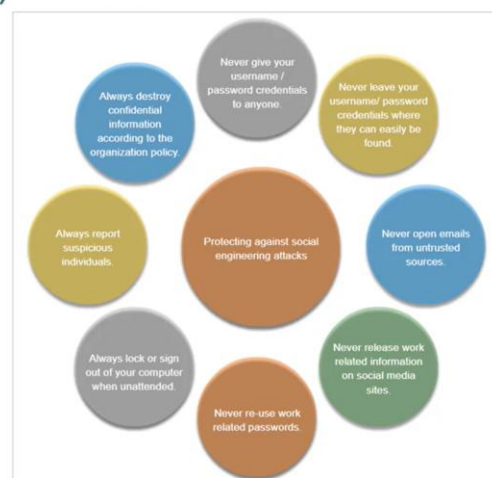 Never give your
username /
password credentials
to anyone.
Never leave your
username/ password
credentials where
they can easily be
found.
Never open emails
from untrusted
sources.
Never release work
related information
on social media
sites.
Never re-use work
related passwords.
Always lock or sign
out of your computer
when unattended.
Always report
suspicious
individuals.
Always destroy
confidential
information
according to the
organization policy.
Protecting against social
engineering attacks